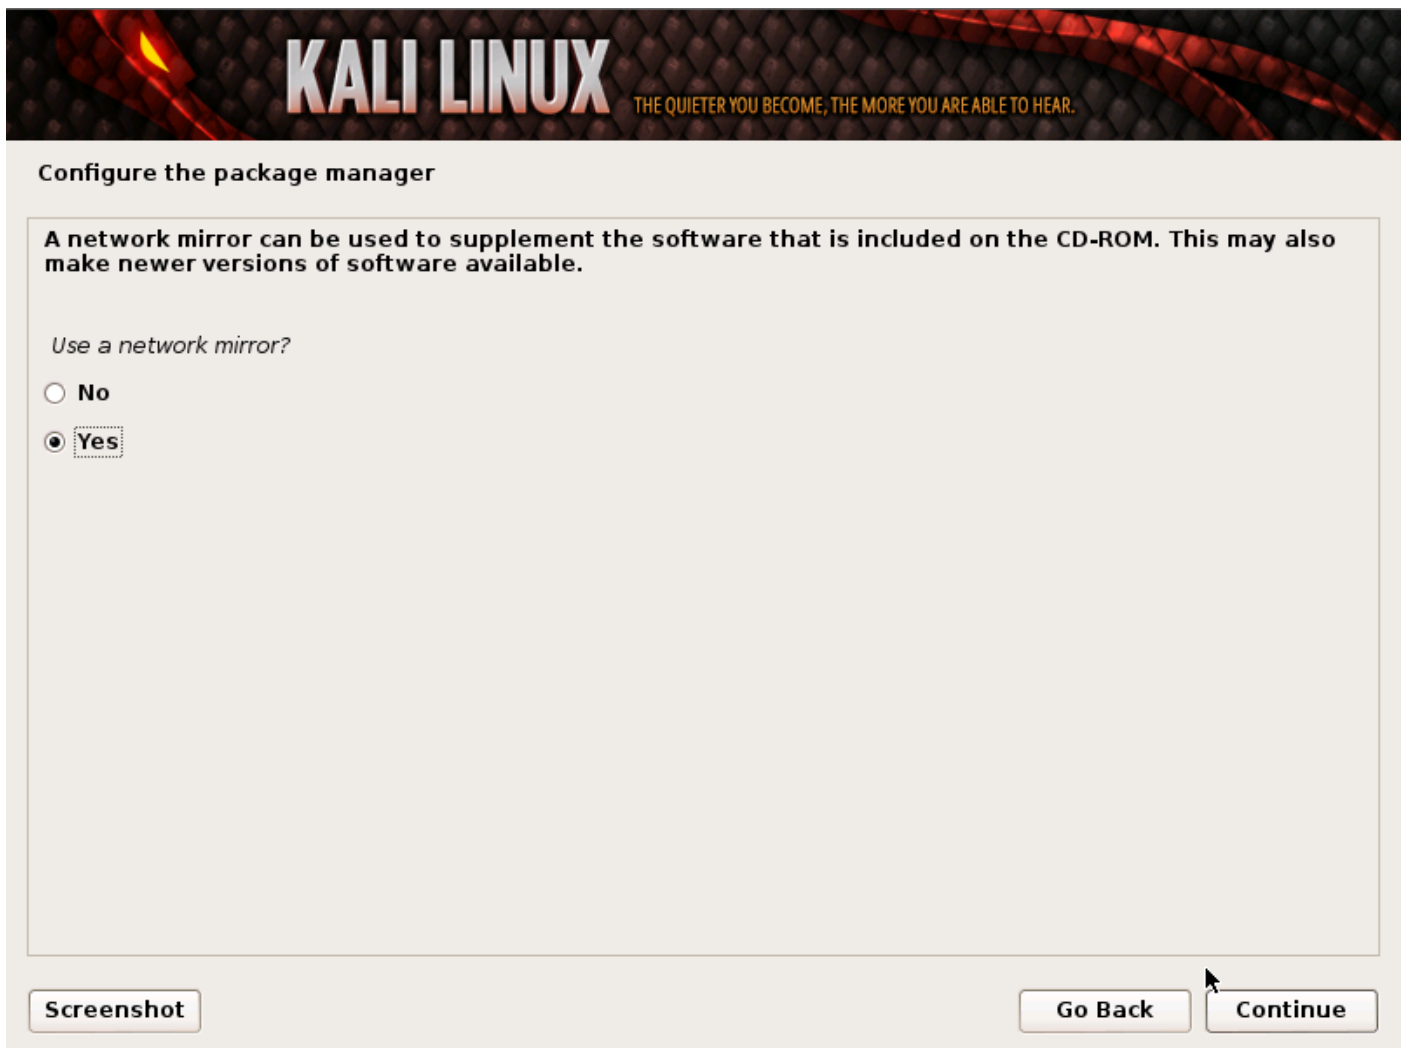 KALI LINUX
THE QUIETER YOU BECOME, THE MORE YOU ARE ABLE TO HEAR.
Configure the package manager
A network mirror can be used to supplement the software that is included on the CD-ROM. This may also
make newer versions of software available.
Use a network mirror?
No
Yes
Screenshot
Go Back
Continue